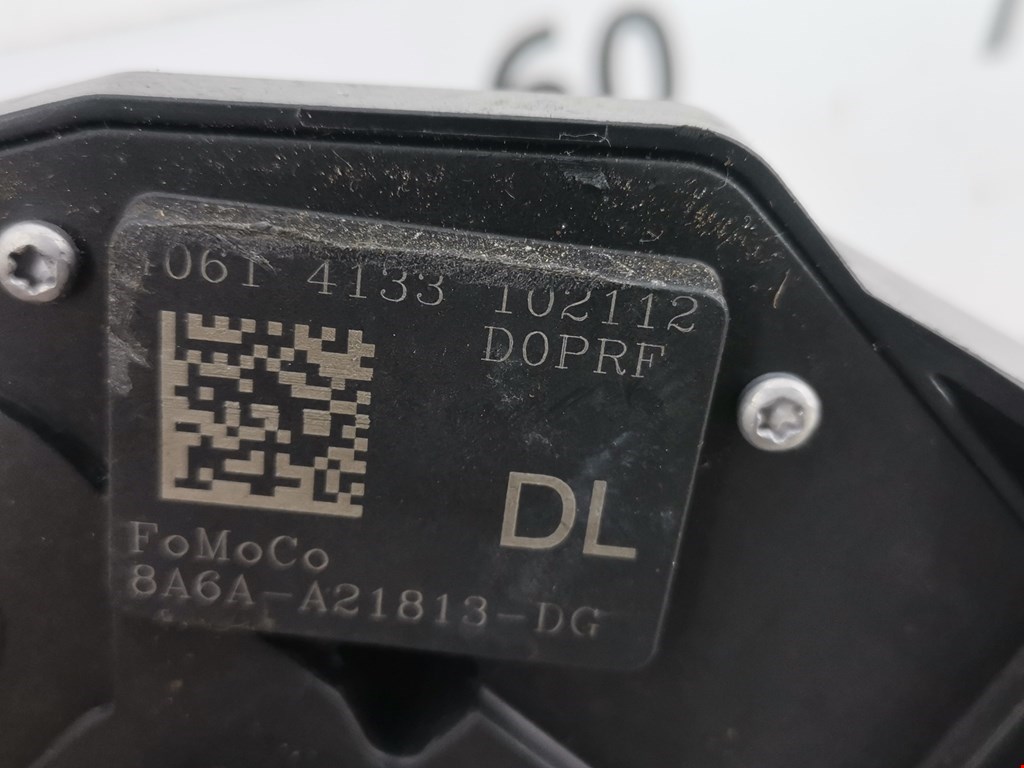 60
4061 4133 102112
D0PRF
DL
FoMoCo
8A6A-A21813-DG